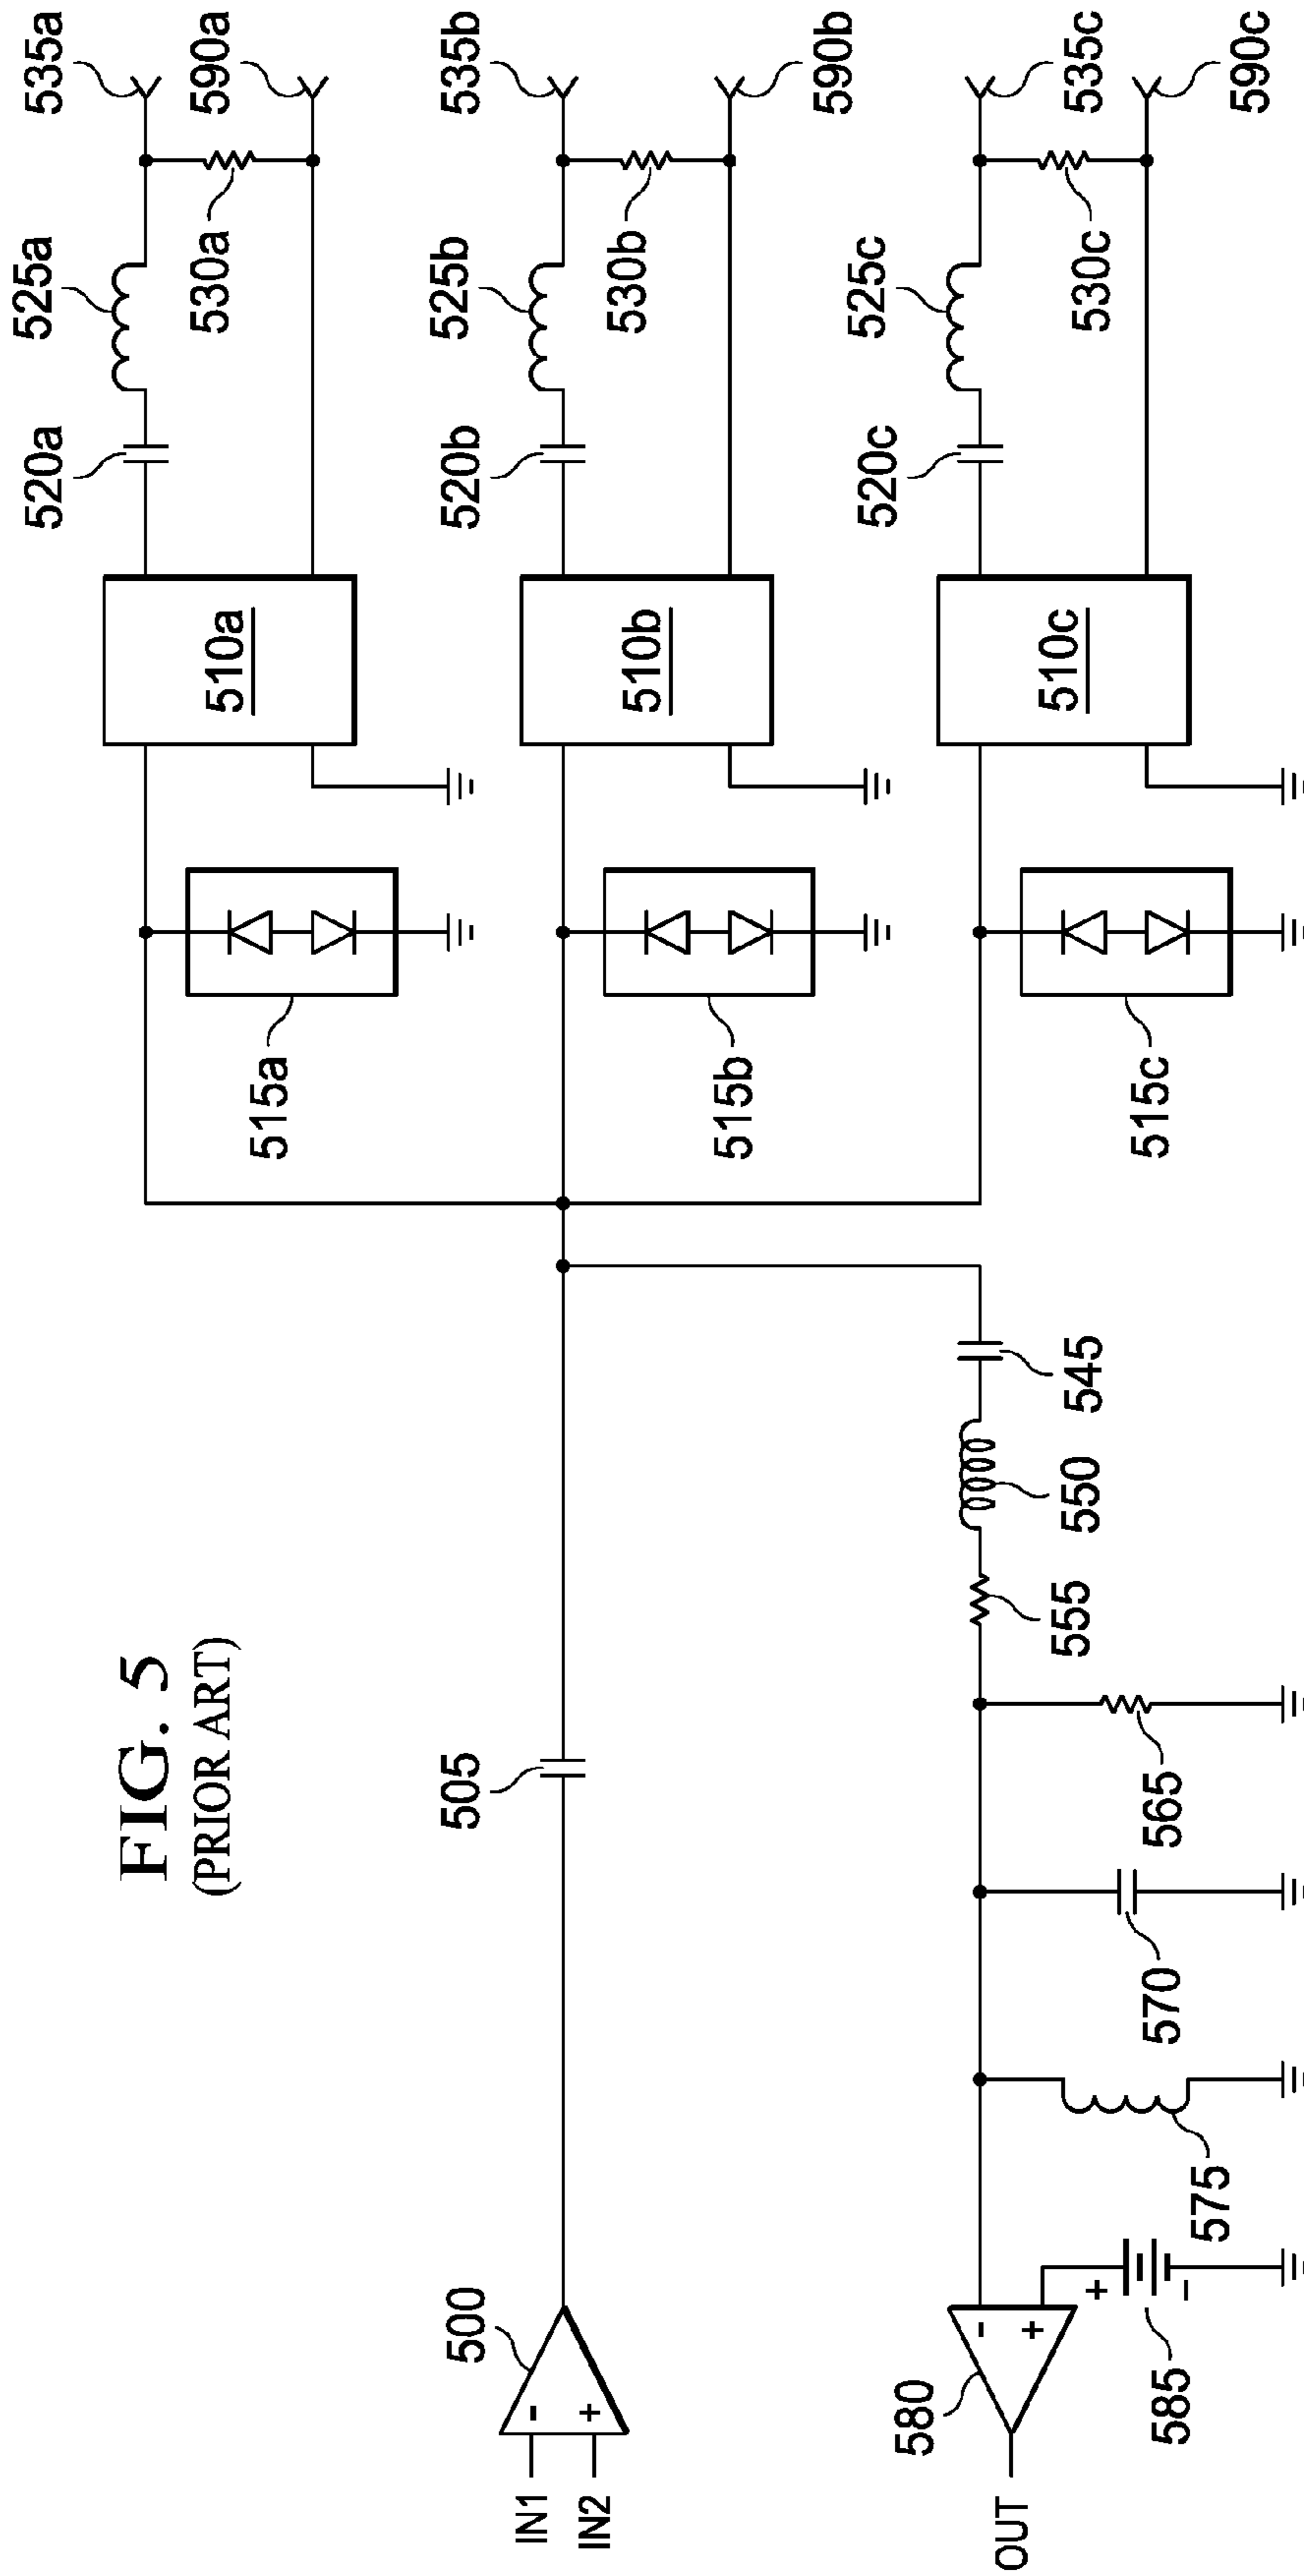 FIG. 5
(PRIOR ART)
520a
525a
535a
530a
590a
510a
515a
500
505
520b
525b
535b
IN1
-
IN2
+
530b
510b
515b
590b
580
520c
525c
535c
OUT
-
+
510c
530c
555
550
545
+
-
585
575
570
565
515c
590c